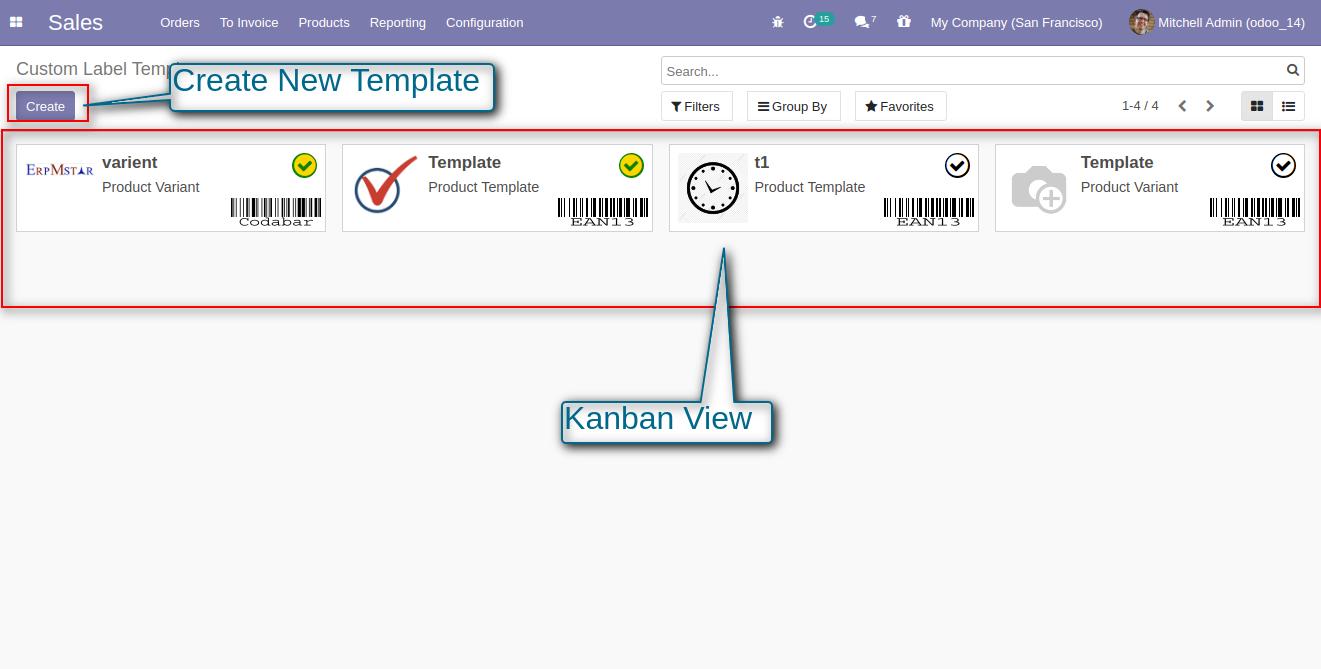 Sales
Orders
To Invoice
Products
Reporting
Configuration
15
7
My Company (San Francisco)
Mitchell Admin (odoo_14)
Custom Label
Create New Template
Create
Search...
Filters
Group By
Favorites
1-4 / 4
ERPMSTAR
varient
Product Variant
Codabar
Template
Product Template
EAN13
t1
Product Template
EAN13
Template
Product Variant
EAN13
Kanban View